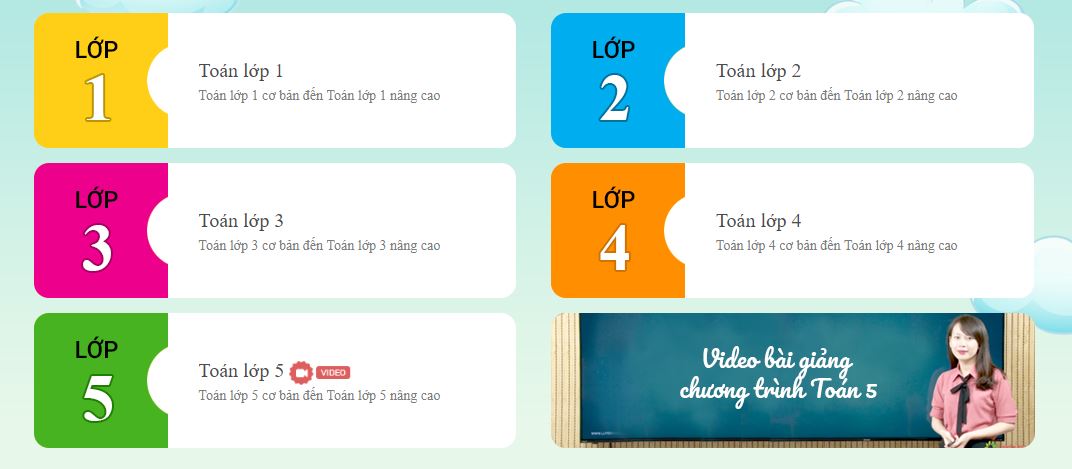 LỚP
1
Toán lớp 1
Toán lớp 1 cơ bản đến Toán lớp 1 nâng cao
LỚP
2
Toán lớp 2
Toán lớp 2 cơ bản đến Toán lớp 2 nâng cao
LỚP
3
Toán lớp 3
Toán lớp 3 cơ bản đến Toán lớp 3 nâng cao
LỚP
4
Toán lớp 4
Toán lớp 4 cơ bản đến Toán lớp 4 nâng cao
LỚP
5
Toán lớp 5 VIDEO
Toán lớp 5 cơ bản đến Toán lớp 5 nâng cao
Video bài giảng
chương trình Toán 5